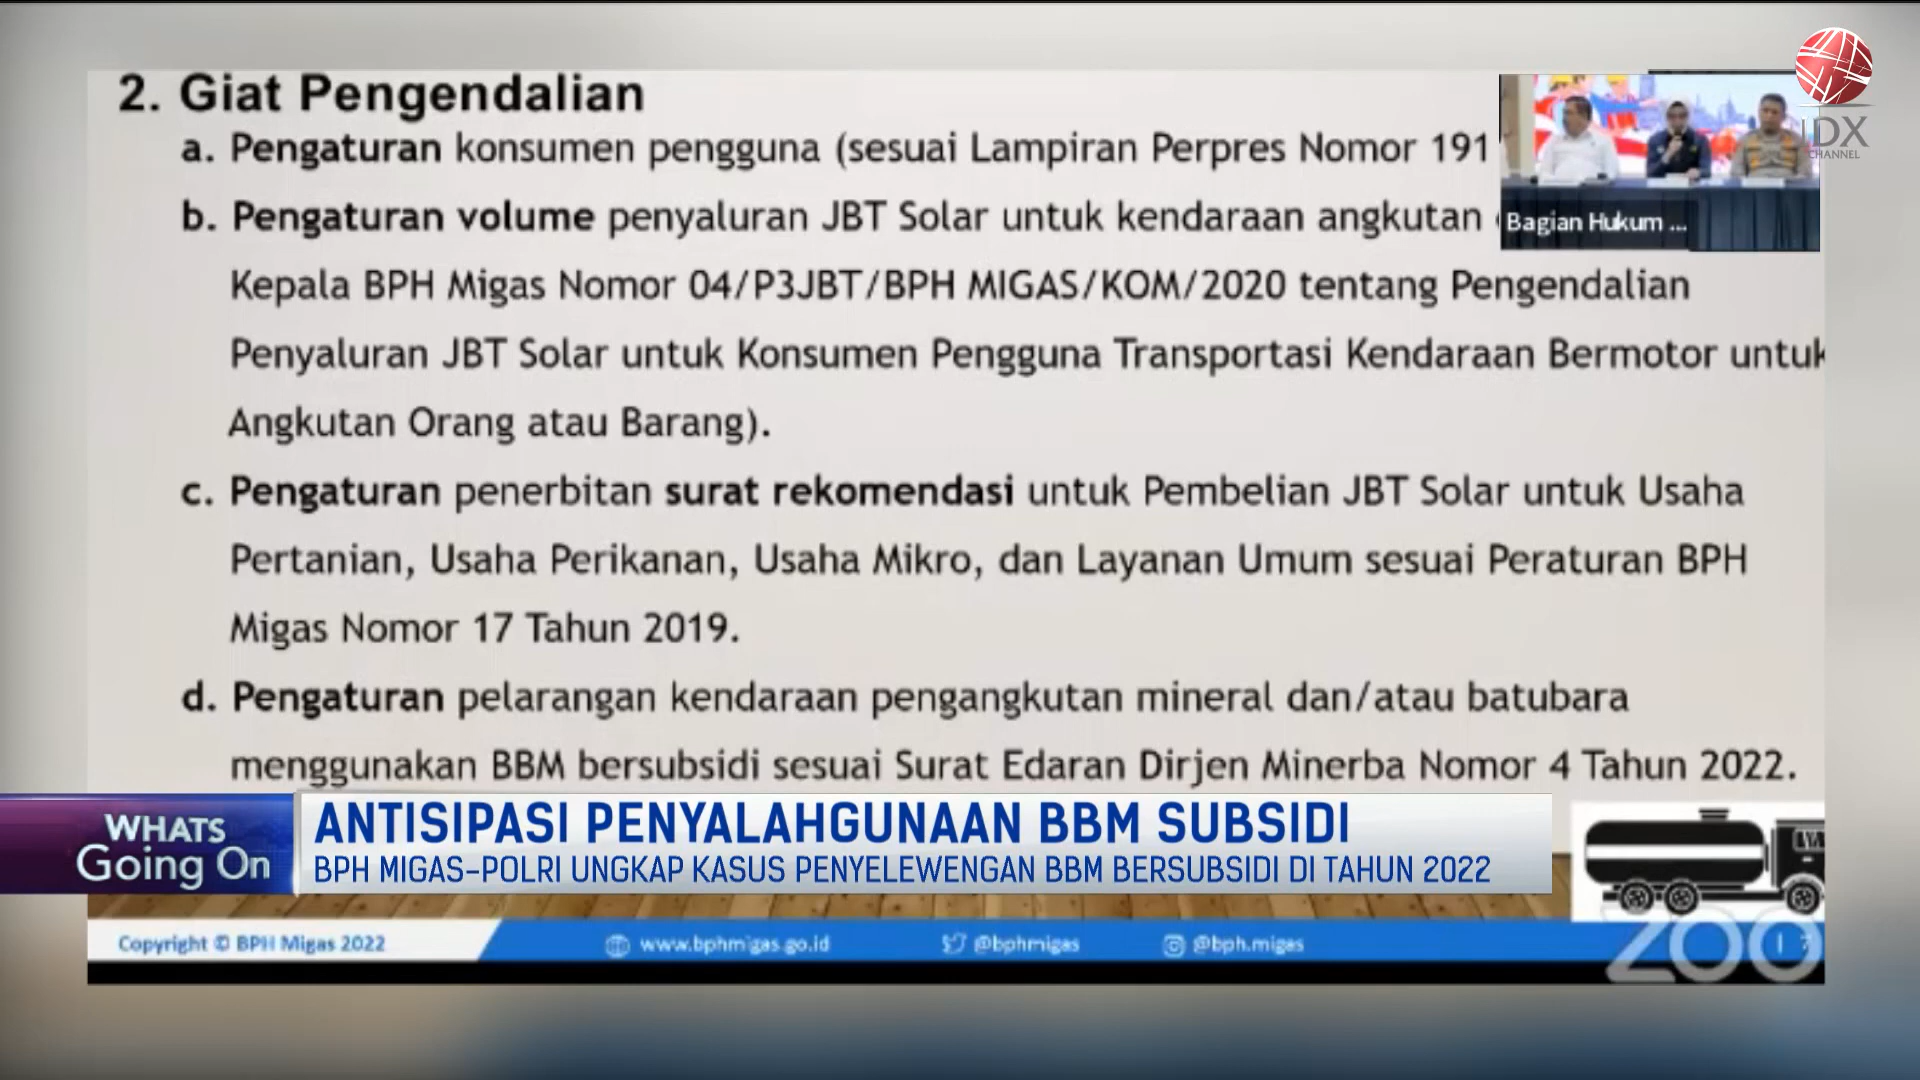 2. Giat Pengendalian
a. Pengaturan konsumen pengguna (sesuai Lampiran Perpres Nomor 191
b. Pengaturan volume penyaluran JBT Solar untuk kendaraan angkutan
Kepala BPH Migas Nomor 04/P3JBT/BPH MIGAS/KOM/2020 tentang Pengendalian
Penyaluran JBT Solar untuk Konsumen Pengguna Transportasi Kendaraan Bermotor untuk
Angkutan Orang atau Barang).
c. Pengaturan penerbitan surat rekomendasi untuk Pembelian JBT Solar untuk Usaha
Pertanian, Usaha Perikanan, Usaha Mikro, dan Layanan Umum sesuai Peraturan BPH
Migas Nomor 17 Tahun 2019.
d. Pengaturan pelarangan kendaraan pengangkutan mineral dan/atau batubara
menggunakan BBM bersubsidi sesuai Surat Edaran Dirjen Minerba Nomor 4 Tahun 2022.
IDX
CHANNEL
Bagian Hukum ...
WHATS
Going On
ANTISIPASI PENYALAHGUNAAN BBM SUBSIDI
BPH MIGAS-POLRI UNGKAP KASUS PENYELEWENGAN BBM BERSUBSIDI DI TAHUN 2022
Copyright © BPH Migas 2022
www.bphmigas.go.id
@bphmigas
@bph.migas
| 7
ZOO